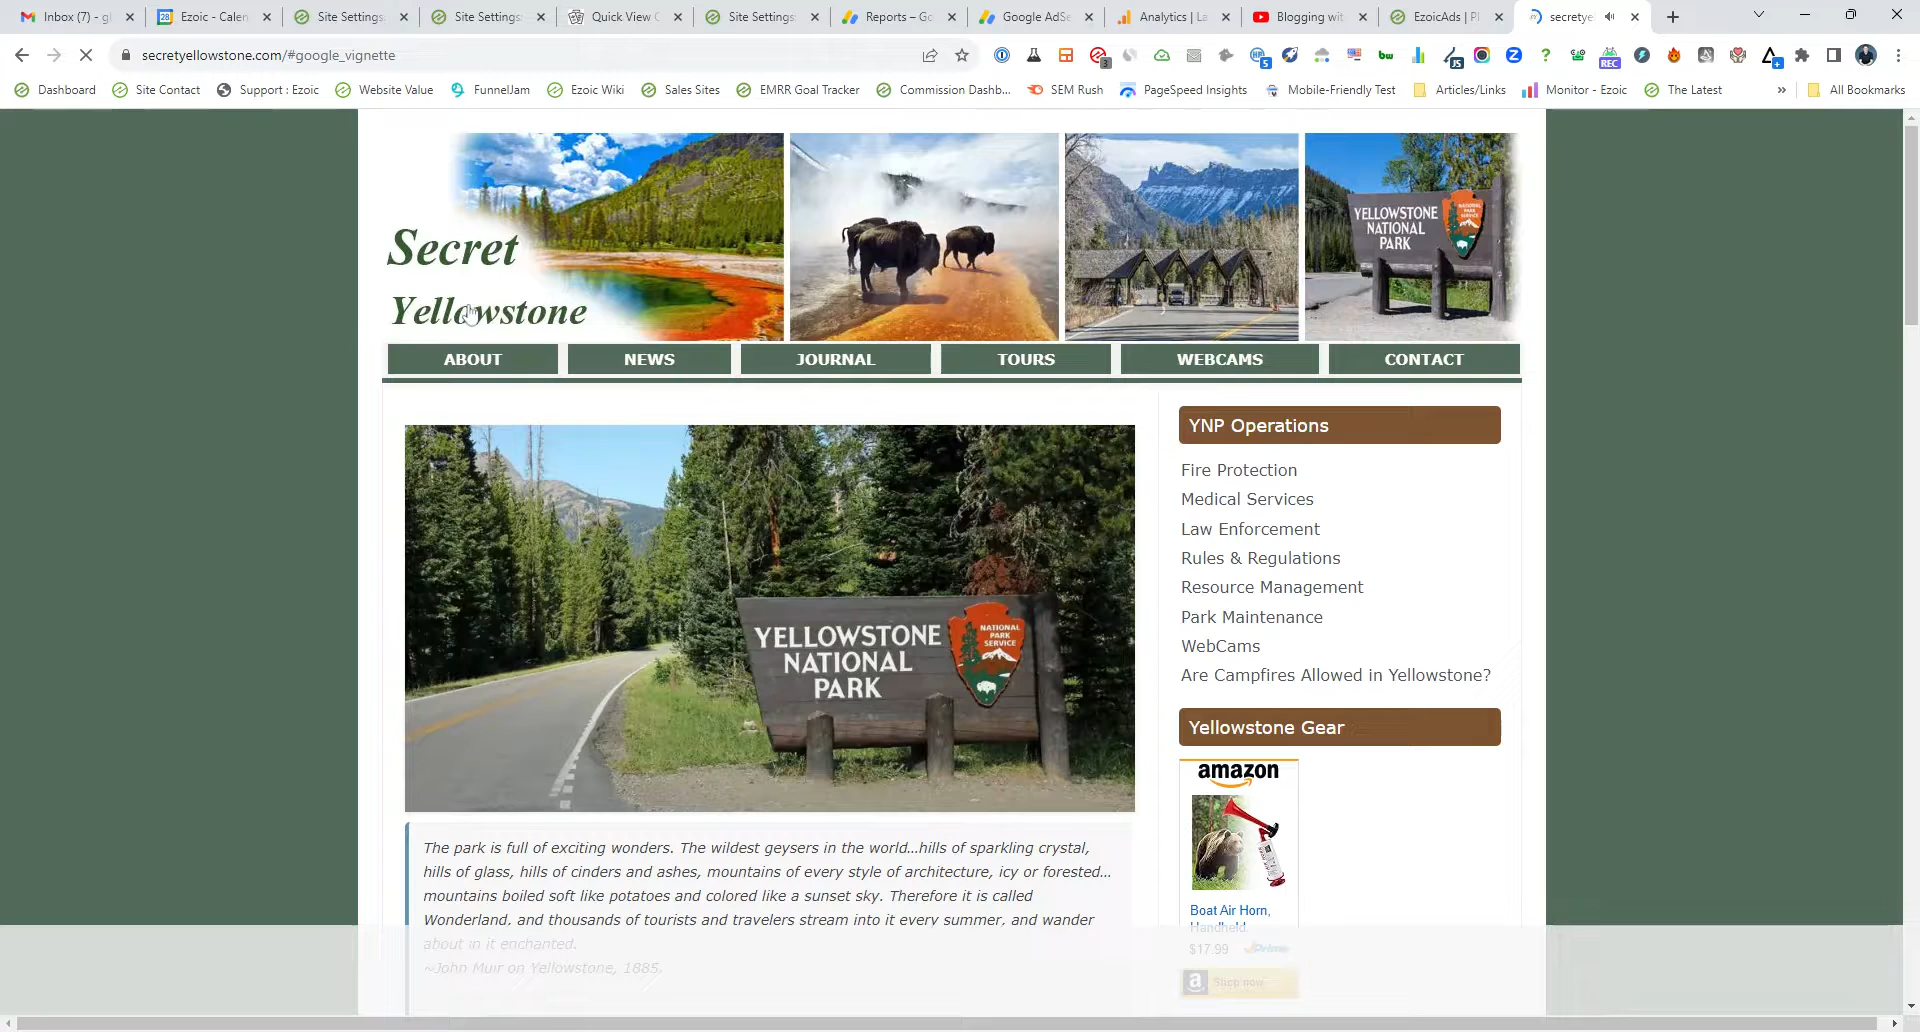 Inbox (7) - gl
Ezoic - Calen
Site Settings:
Site Settings:
Quick View C
Site Settings:
Reports – Go
Google AdSe
Analytics | La
Blogging wit
EzoicAds | Pl
secretye
secretyellowstone.com/#google_vignette
Dashboard
Site Contact
Support : Ezoic
Website Value
FunnelJam
Ezoic Wiki
Sales Sites
EMRR Goal Tracker
Commission Dashb...
SEM Rush
PageSpeed Insights
Mobile-Friendly Test
Articles/Links
Monitor - Ezoic
The Latest
»
All Bookmarks
Secret
Yellowstone
YELLOWSTONE
NATIONAL
PARK
ABOUT
NEWS
JOURNAL
TOURS
WEBCAMS
CONTACT
YELLOWSTONE
NATIONAL
PARK
NATIONAL
PARK
SERVICE
The park is full of exciting wonders. The wildest geysers in the world...hills of sparkling crystal,
hills of glass, hills of cinders and ashes, mountains of every style of architecture, icy or forested...
mountains boiled soft like potatoes and colored like a sunset sky. Therefore it is called
Wonderland, and thousands of tourists and travelers stream into it every summer, and wander
about in it enchanted.
~John Muir on Yellowstone, 1885.
YNP Operations
Fire Protection
Medical Services
Law Enforcement
Rules & Regulations
Resource Management
Park Maintenance
WebCams
Are Campfires Allowed in Yellowstone?
Yellowstone Gear
amazon
Boat Air Horn,
Handheld
$17.99 Prime
Shop now